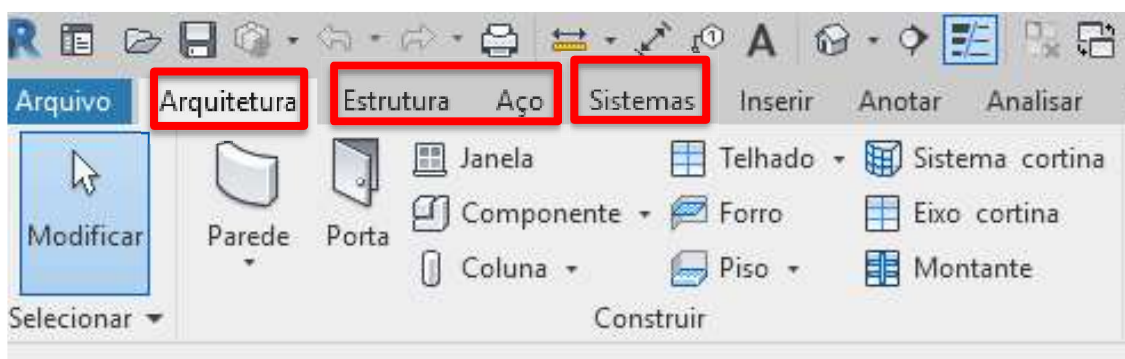 R A
Arquivo Arquitetura Estrutura Aço Sistemas Inserir Anotar Analisar
Janela Telhado Sistema cortina
Componente Forro Eixo cortina
Modificar Parede Porta
Coluna Piso Montante
Selecionar Construir